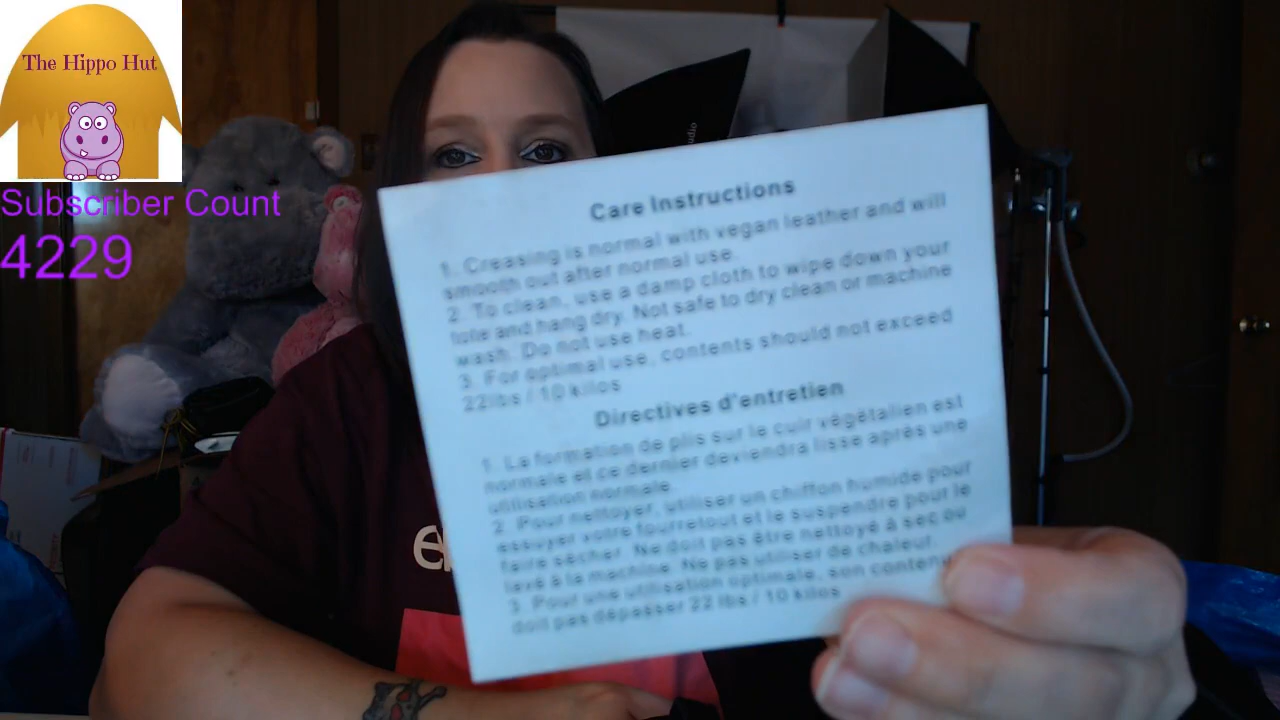 The Hippo Hut
Subscriber Count
4229
Care Instructions
1. Creasing is normal with vegan leather and will
smooth out after normal use.
2. To clean, use a damp cloth to wipe down your
tote and hang dry. Not safe to dry clean or machine
wash. Do not use heat.
3. For optimal use, contents should not exceed
22lbs / 10 kilos
Directives d'entretien
1. La formation de plis sur le cuir végétalien est
normale et ce dernier deviendra lisse après une
utilisation normale.
2. Pour nettoyer, utiliser un chiffon humide pour
essuyer votre fourretout et le suspendre pour le
faire sécher. Ne doit pas être nettoyé à sec ou
lavé à la machine. Ne pas utiliser de chaleur.
3. Pour une utilisation optimale, son contenu
doit pas dépasser 22 lbs / 10 kilos